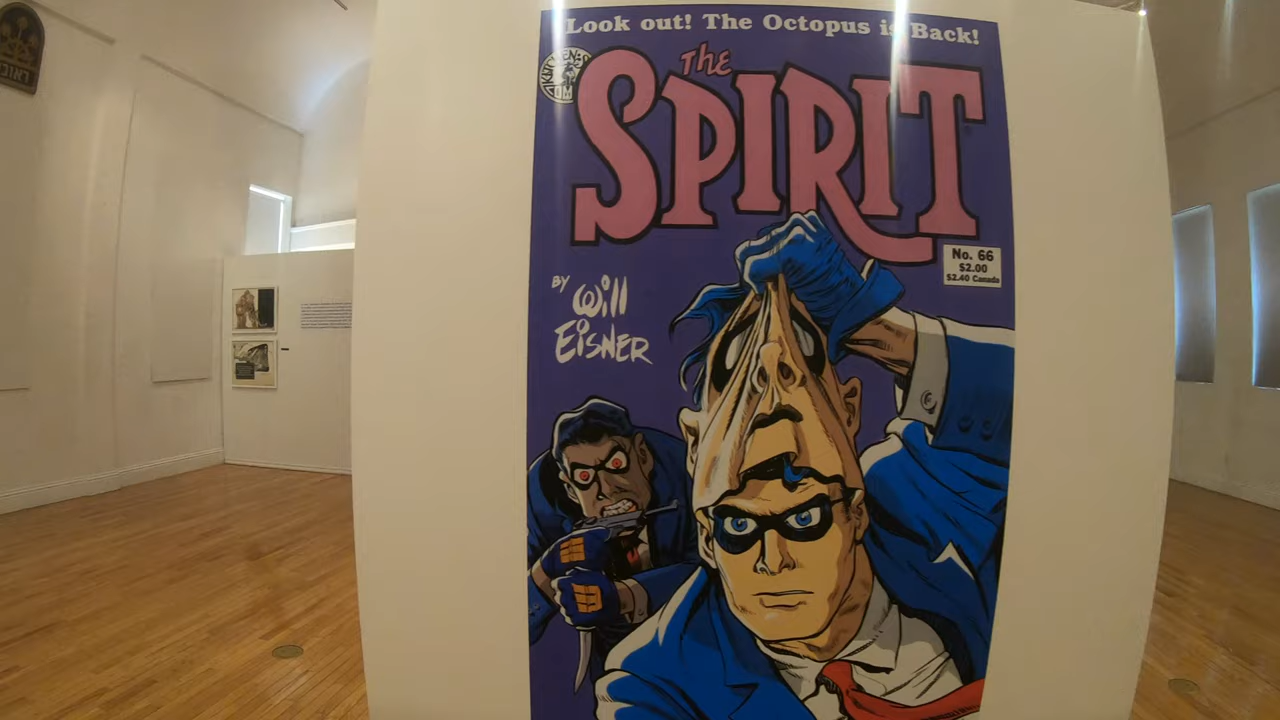 Look out! The Octopus is Back!
The
SPIRIT
No. 66
$2.00
$2.40 Canada
BY
Will
EISNER